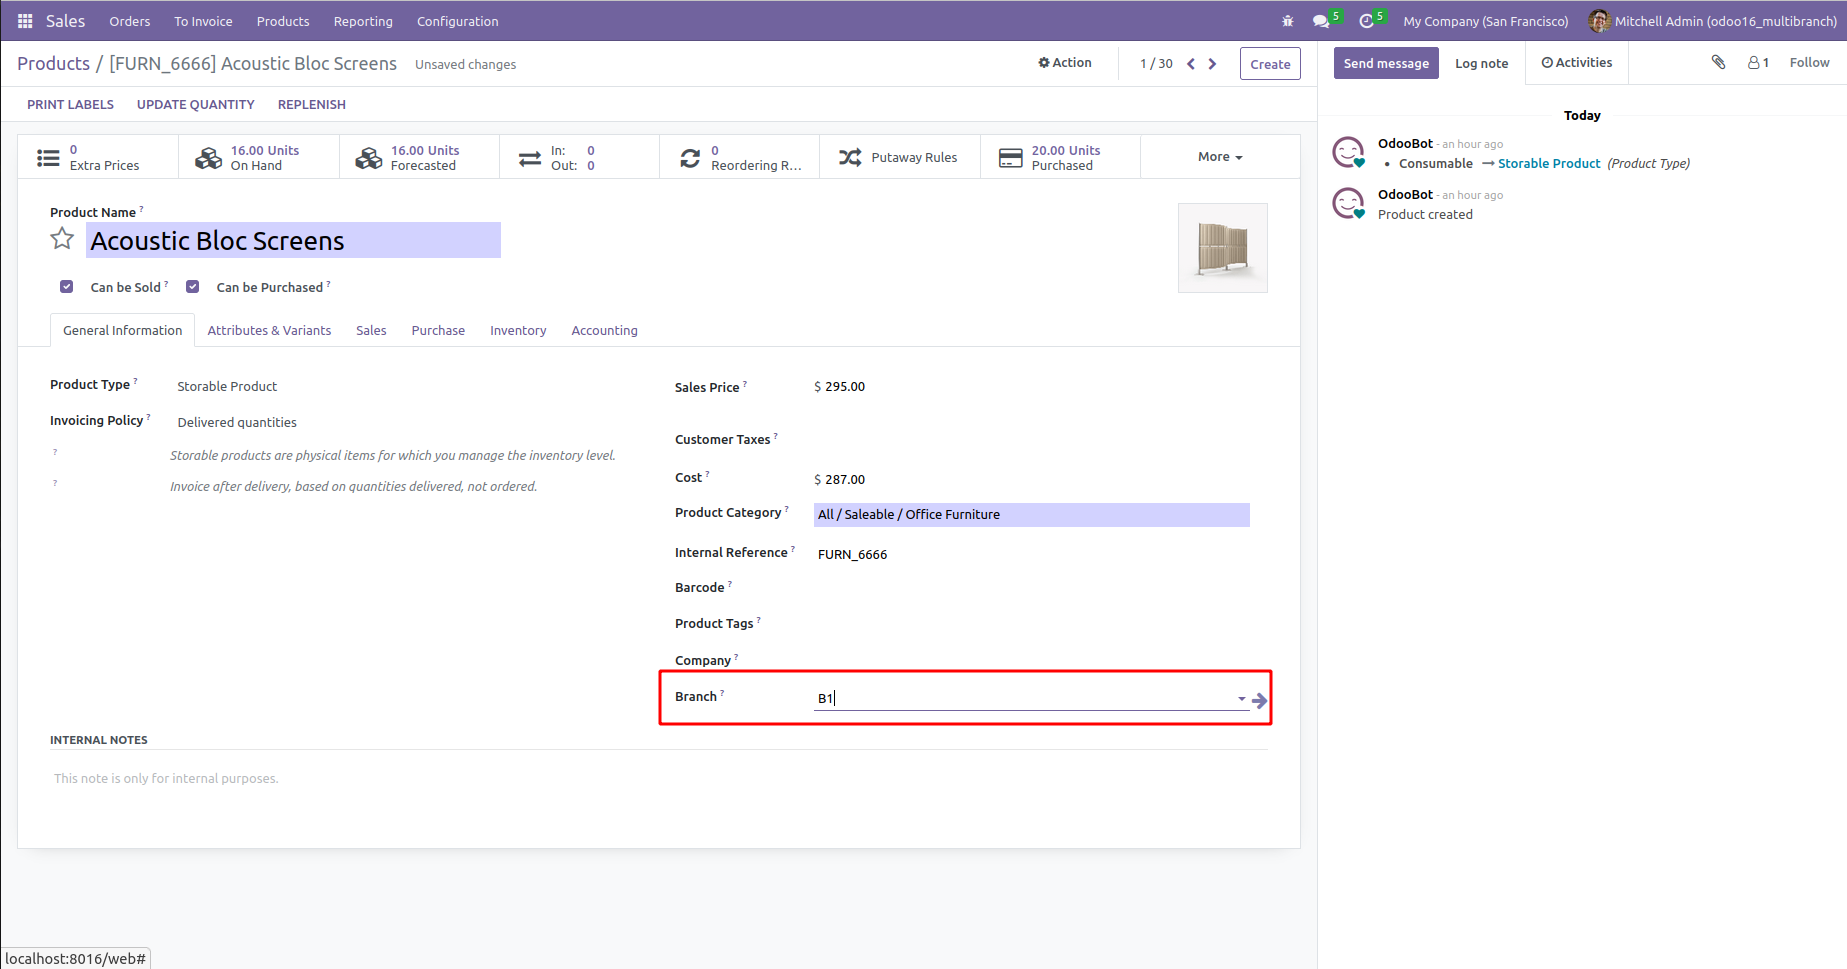 Sales Orders To Invoice Products Reporting Configuration 5 5 My Company (San Francisco) Mitchell Admin (odoo16_multibranch)
Products / [FURN_6666] Acoustic Bloc Screens Unsaved changes Action 1 / 30 Create
PRINT LABELS UPDATE QUANTITY REPLENISH
0
Extra Prices
16.00 Units
On Hand
16.00 Units
Forecasted
In: 0
Out: 0
0
Reordering R...
Putaway Rules
20.00 Units
Purchased
More
Product Name ?
Acoustic Bloc Screens
Can be Sold ? Can be Purchased ?
General Information Attributes & Variants Sales Purchase Inventory Accounting
Product Type ? Storable Product
Invoicing Policy ? Delivered quantities
? Storable products are physical items for which you manage the inventory level.
? Invoice after delivery, based on quantities delivered, not ordered.
Sales Price ? $ 295.00
Customer Taxes ?
Cost ? $ 287.00
Product Category ? All / Saleable / Office Furniture
Internal Reference ? FURN_6666
Barcode ?
Product Tags ?
Company ?
Branch ? B1
INTERNAL NOTES
This note is only for internal purposes.
Send message Log note Activities 1 Follow
Today
OdooBot - an hour ago
• Consumable → Storable Product (Product Type)
OdooBot - an hour ago
Product created
localhost:8016/web#